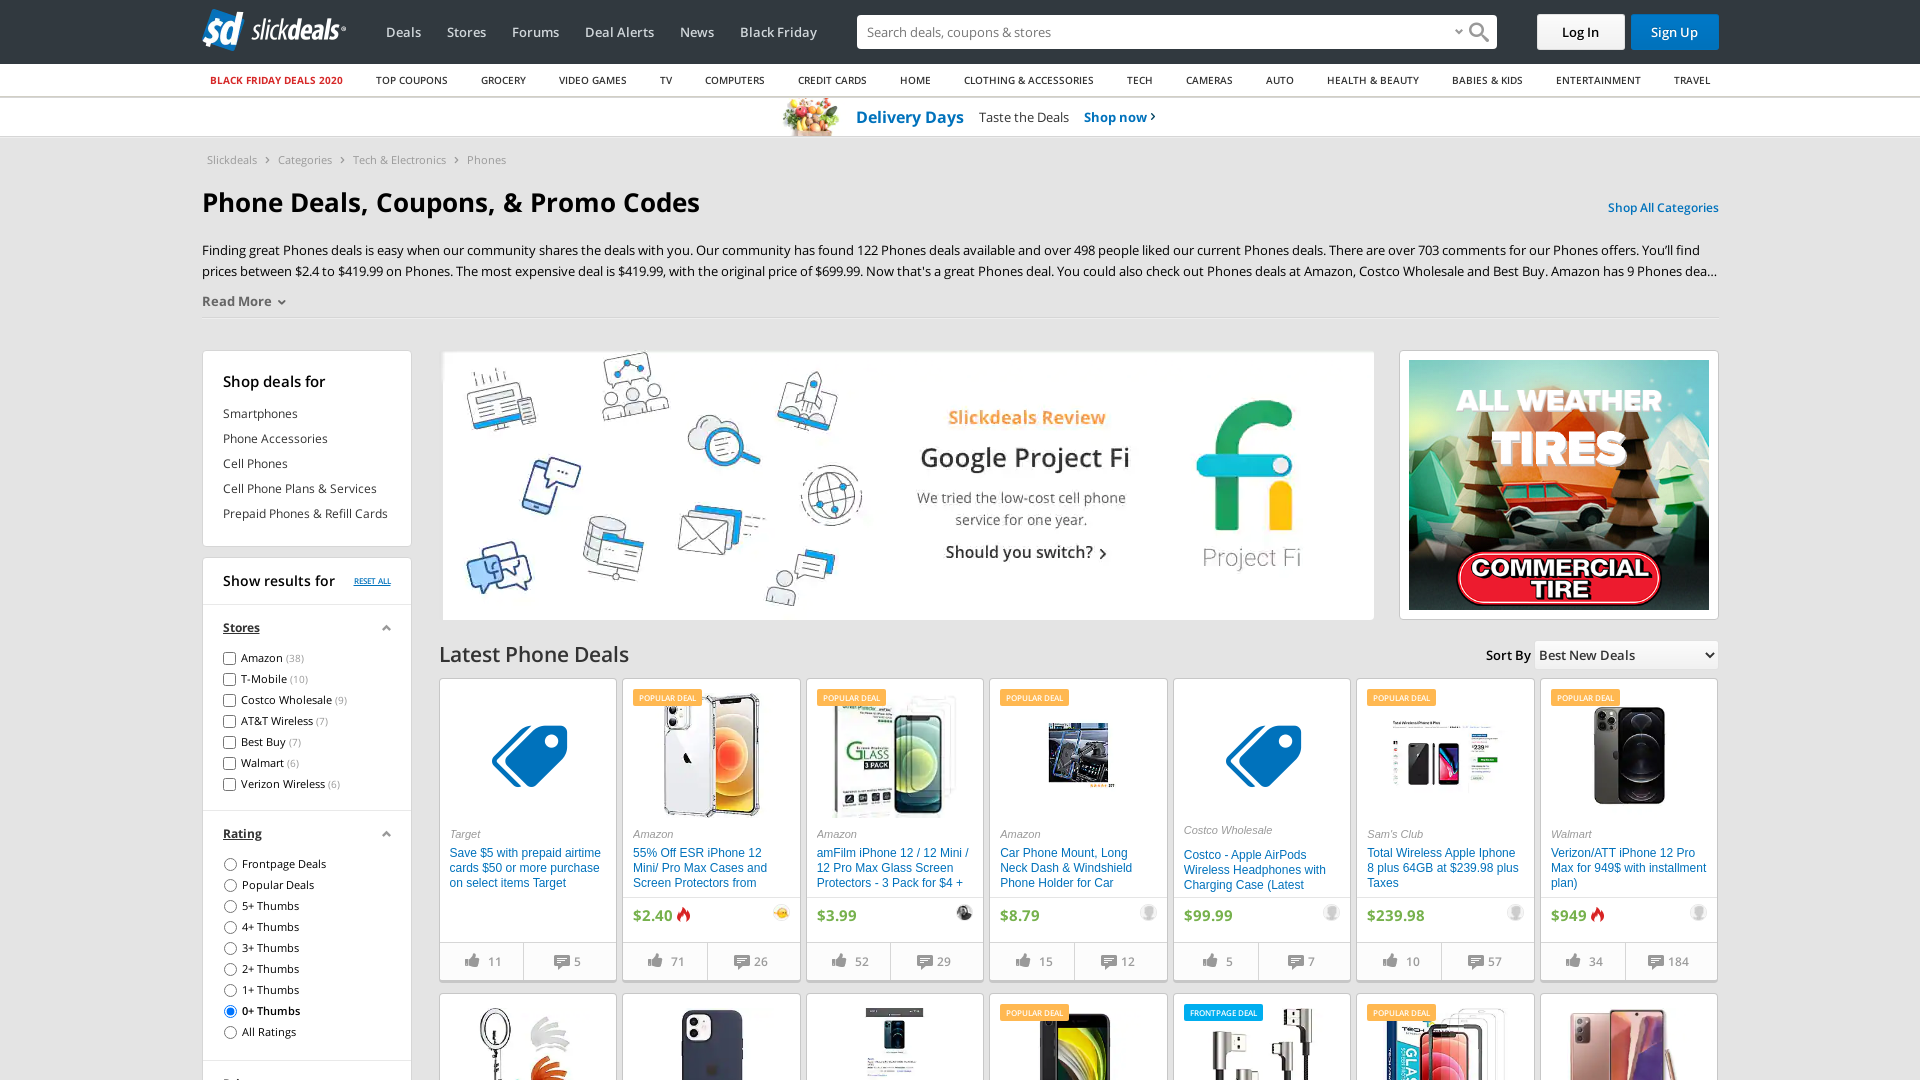 sd slickdeals
Deals
Stores
Forums
Deal Alerts
News
Black Friday
Search deals, coupons & stores
Log In
Sign Up
BLACK FRIDAY DEALS 2020
TOP COUPONS
GROCERY
VIDEO GAMES
TV
COMPUTERS
CREDIT CARDS
HOME
CLOTHING & ACCESSORIES
TECH
CAMERAS
AUTO
HEALTH & BEAUTY
BABIES & KIDS
ENTERTAINMENT
TRAVEL
Delivery Days Taste the Deals Shop now
Slickdeals > Categories > Tech & Electronics > Phones
Phone Deals, Coupons, & Promo Codes
Shop All Categories
Finding great Phones deals is easy when our community shares the deals with you. Our community has found 122 Phones deals available and over 498 people liked our current Phones deals. There are over 703 comments for our Phones offers. You'll find
prices between $2.4 to $419.99 on Phones. The most expensive deal is $419.99, with the original price of $699.99. Now that's a great Phones deal. You could also check out Phones deals at Amazon, Costco Wholesale and Best Buy. Amazon has 9 Phones dea…
Read More
Shop deals for
Smartphones
Phone Accessories
Cell Phones
Cell Phone Plans & Services
Prepaid Phones & Refill Cards
Show results for
RESET ALL
Stores
Amazon (38)
T-Mobile (10)
Costco Wholesale (9)
AT&T Wireless (7)
Best Buy (7)
Walmart (6)
Verizon Wireless (6)
Rating
Frontpage Deals
Popular Deals
5+ Thumbs
4+ Thumbs
3+ Thumbs
2+ Thumbs
1+ Thumbs
0+ Thumbs
All Ratings
Slickdeals Review
Google Project Fi
We tried the low-cost cell phone
service for one year.
Should you switch?
Project Fi
ALL WEATHER
TIRES
COMMERCIAL
TIRE
Latest Phone Deals
Sort By
Best New Deals
Target
Save $5 with prepaid airtime
cards $50 or more purchase
on select items Target
11
5
POPULAR DEAL
Amazon
55% Off ESR iPhone 12
Mini/ Pro Max Cases and
Screen Protectors from
$2.40
71
26
POPULAR DEAL
GLASS
3 PACK
Amazon
amFilm iPhone 12 / 12 Mini /
12 Pro Max Glass Screen
Protectors - 3 Pack for $4 +
$3.99
52
29
POPULAR DEAL
Amazon
Car Phone Mount, Long
Neck Dash & Windshield
Phone Holder for Car
$8.79
15
12
Costco Wholesale
Costco - Apple AirPods
Wireless Headphones with
Charging Case (Latest
$99.99
5
7
POPULAR DEAL
Sam's Club
Total Wireless Apple Iphone
8 plus 64GB at $239.98 plus
Taxes
$239.98
10
57
POPULAR DEAL
Walmart
Verizon/ATT iPhone 12 Pro
Max for 949$ with installment
plan)
$949
34
184
POPULAR DEAL
FRONTPAGE DEAL
POPULAR DEAL